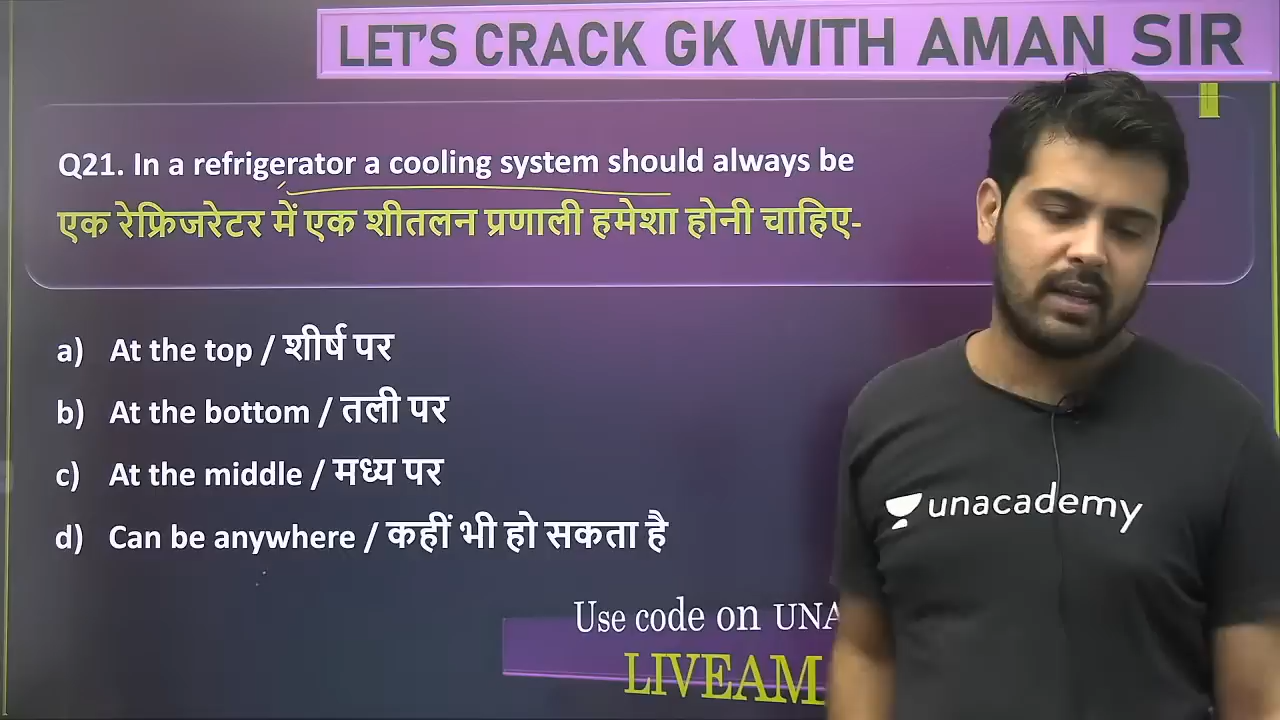 LET'S CRACK GK WITH AMAN SIR
Q21. In a refrigerator a cooling system should always be
एक रेफ्रिजरेटर में एक शीतलन प्रणाली हमेशा होनी चाहिए-
a) At the top / शीर्ष पर
b) At the bottom / तली पर
c) At the middle / मध्य पर
d) Can be anywhere / कहीं भी हो सकता है
unacademy
Use code on UNA
LIVEAM